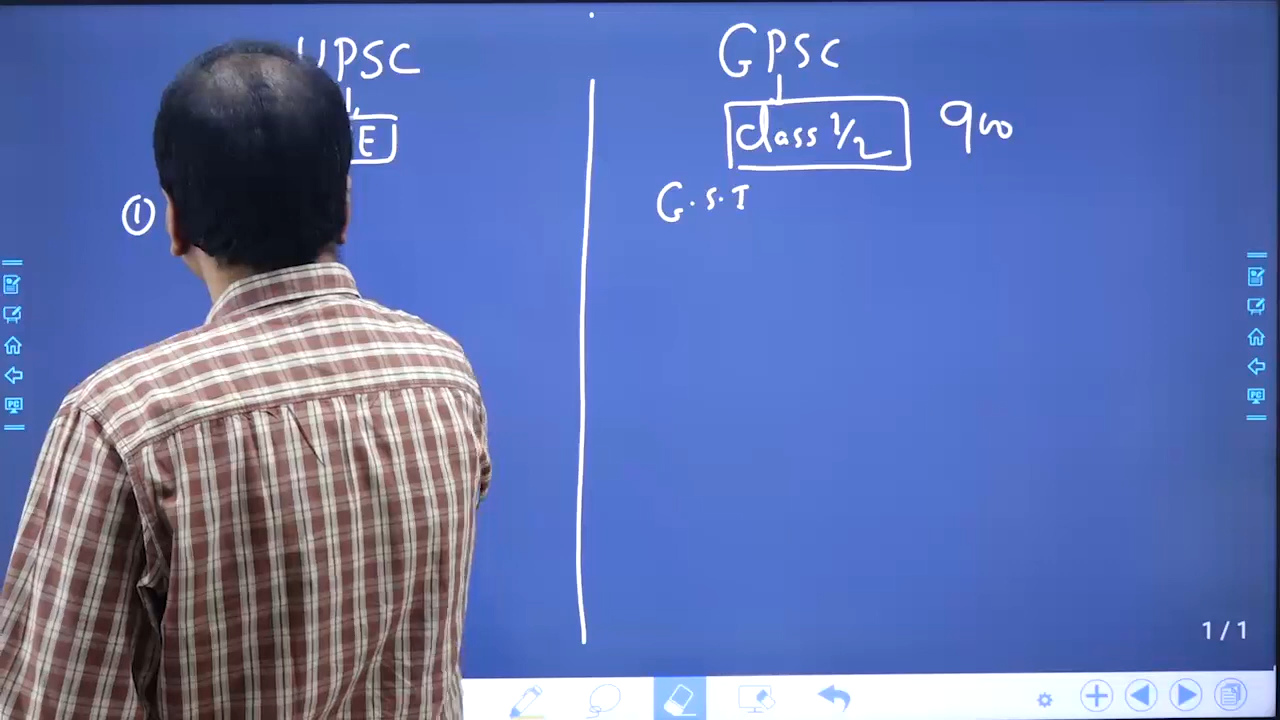 UPSC
E
①
GPSC
class 1/2 900
G.S.I
1 / 1